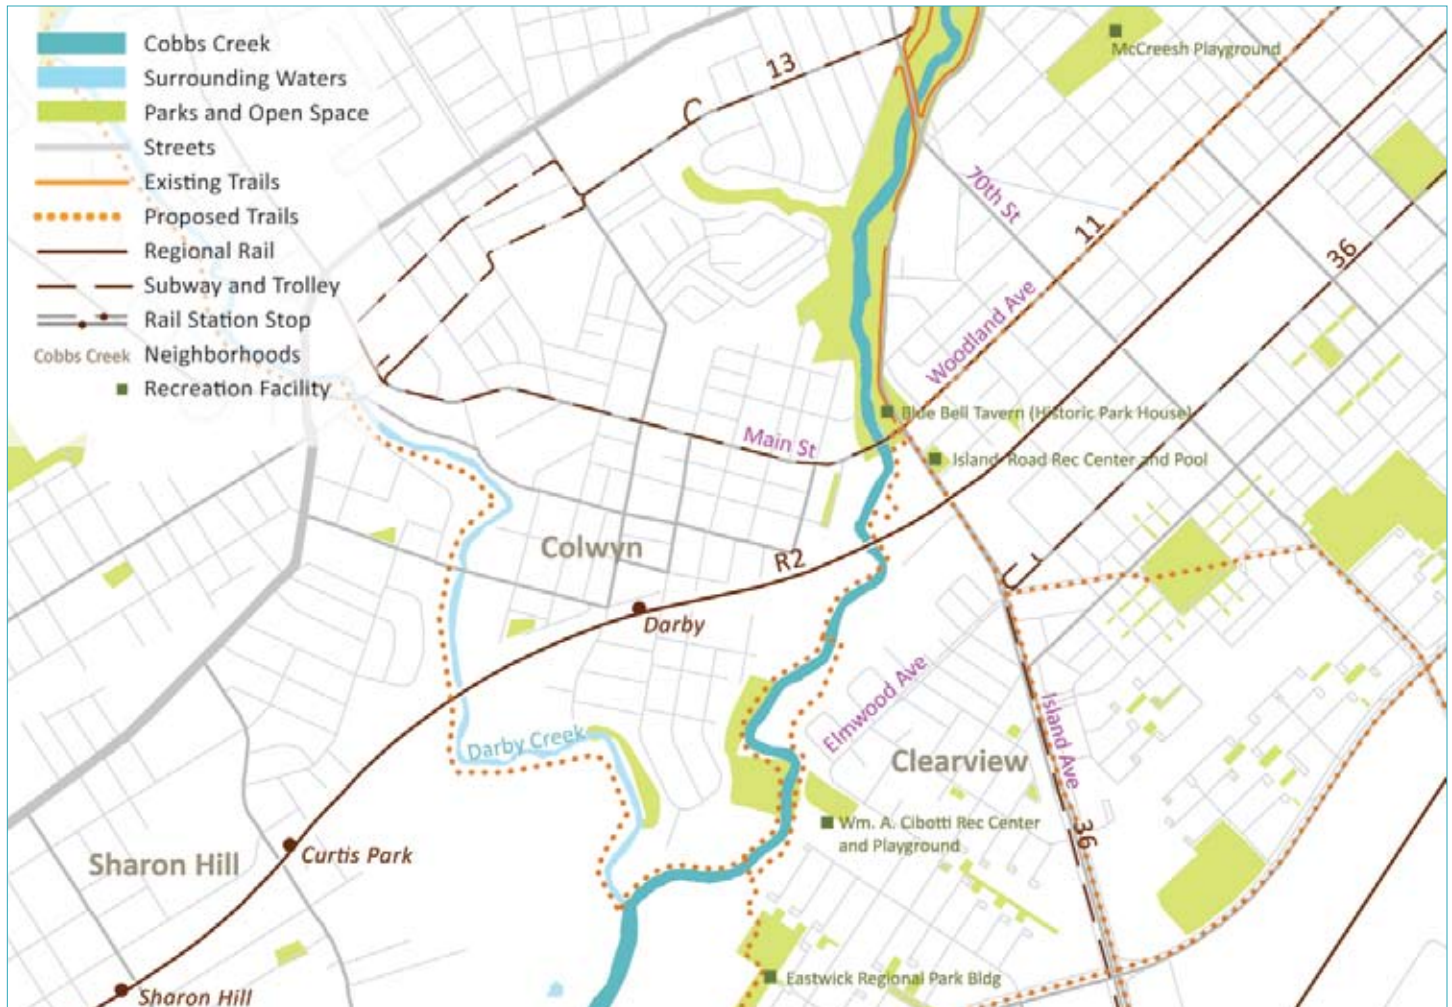 Cobbs Creek
Surrounding Waters
Parks and Open Space
Streets
Existing Trails
Proposed Trails
Regional Rail
Subway and Trolley
Rail Station Stop
Cobbs Creek Neighborhoods
Recreation Facility
13
McCreesh Playground
70th St
11
36
Woodland Ave
Blue Bell Tavern (Historic Park House)
Main St
Island Road Rec Center and Pool
Colwyn
R2
Darby
Elmwood Ave
Island Ave
Darby Creek
Clearview
Wm. A. Cibotti Rec Center
and Playground
36
Sharon Hill
Curtis Park
Eastwick Regional Park Bldg
Sharon Hill